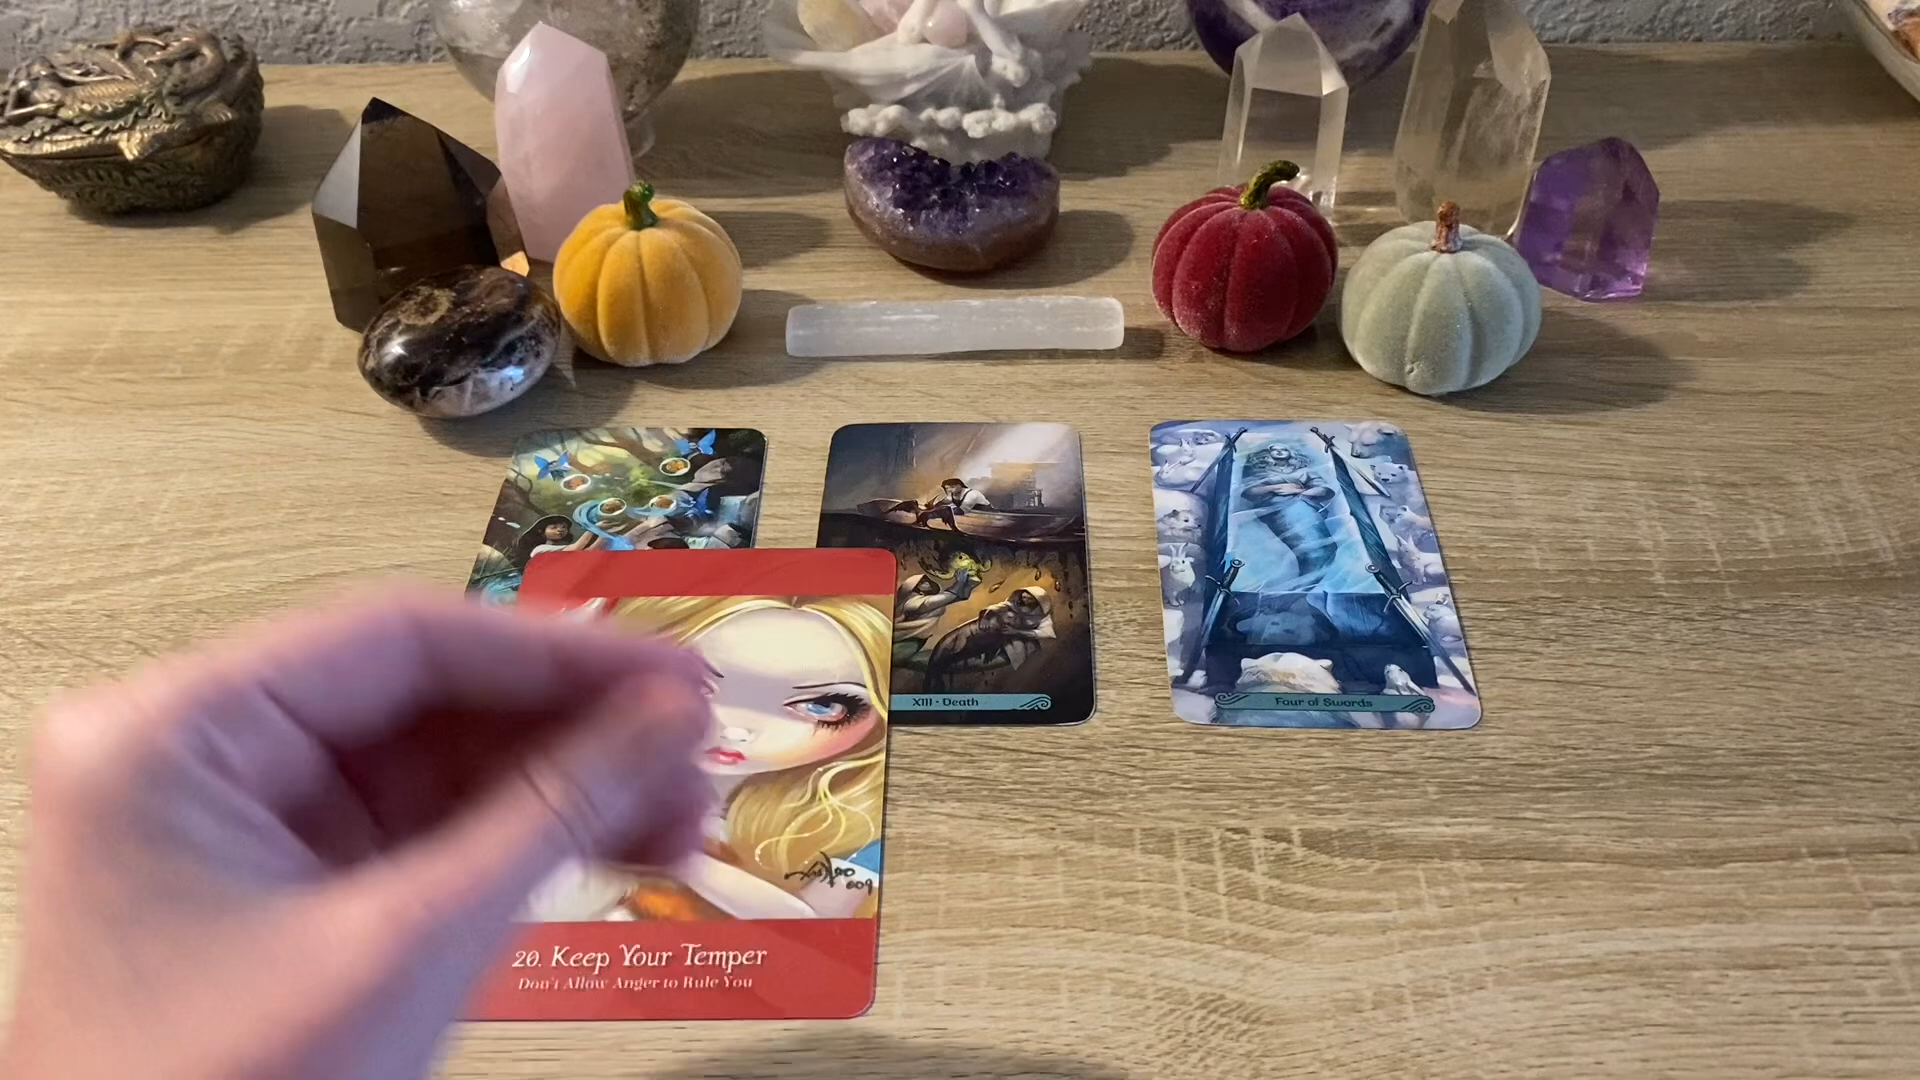 XIII • Death
Four of Swords
20. Keep Your Temper
Don't Allow Anger to Rule You